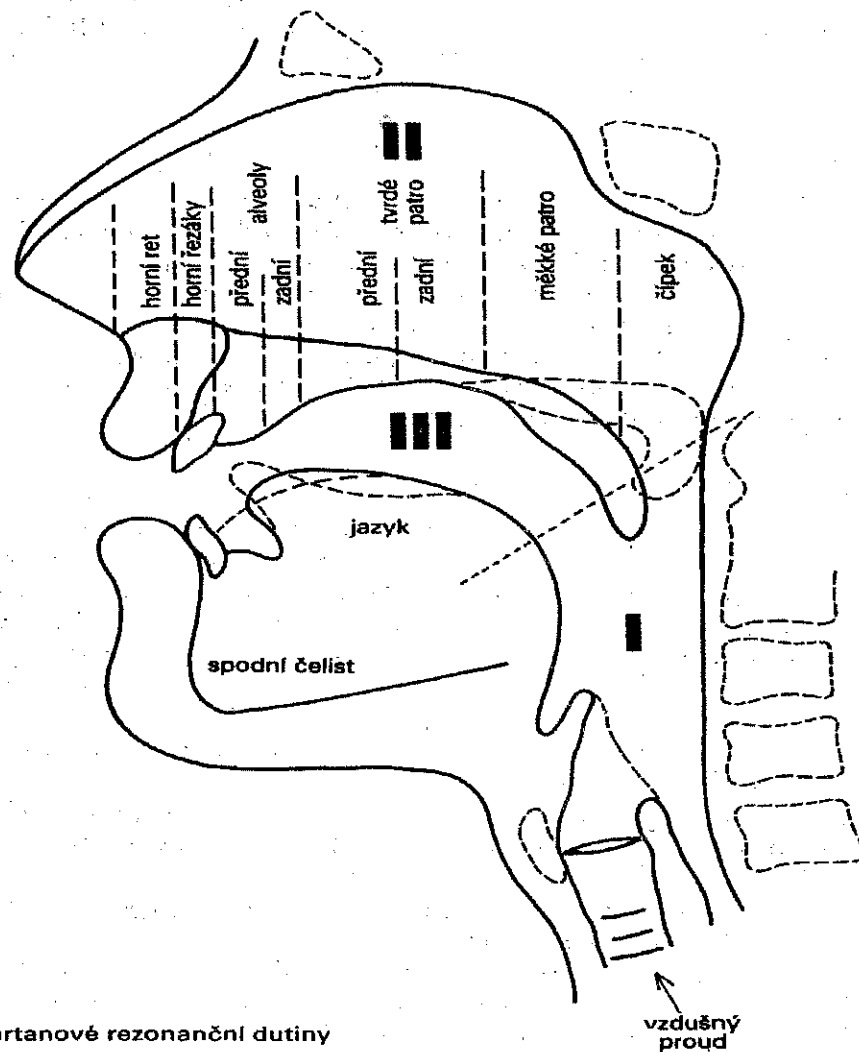 horní ret
horní řezáky
přední
zadní
alveoly
přední
zadní
tvrdé
patro
měkké patro
čípek
jazyk
spodní čelist
rtanové rezonanční dutiny
vzdušný
proud